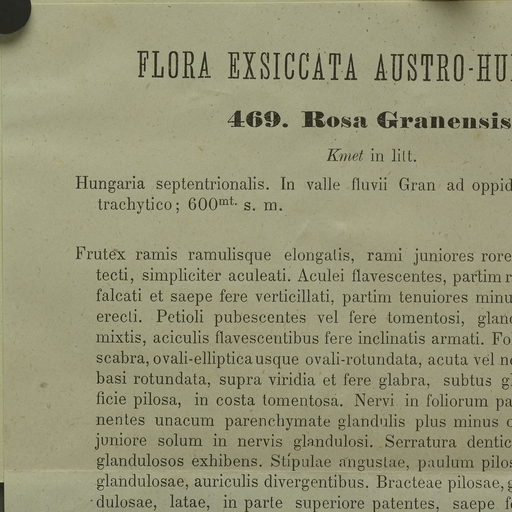 FLORA EXSICCATA AUSTRO-HU
469. Rosa Granensis
Kmet in litt.
Hungaria septentrionalis. In valle fluvii Gran ad oppid
trachytico; 600mt. s. m.
Frutex ramis ramulisque elongatis, rami juniores rore
tecti, simpliciter aculeati. Aculei flavescentes, partim r
falcati et saepe fere verticillati, partim tenuiores minu
erecti. Petioli pubescentes vel fere tomentosi, gland
mixtis, aciculis flavescentibus fere inclinatis armati. Fo
scabra, ovali-elliptica usque ovali-rotundata, acuta vel n
basi rotundata, supra viridia et fere glabra, subtus g
ficie pilosa, in costa tomentosa. Nervi in foliorum pa
nentes unacum parenchymate glandulis plus minus
juniore solum in nervis glandulosi. Serratura dentic
glandulosos exhibens. Stipulae angustae, paulum pilos
glandulosae, auriculis divergentibus. Bracteae pilosae, g
dulosae, latae, in parte superiore patentes, saepe f